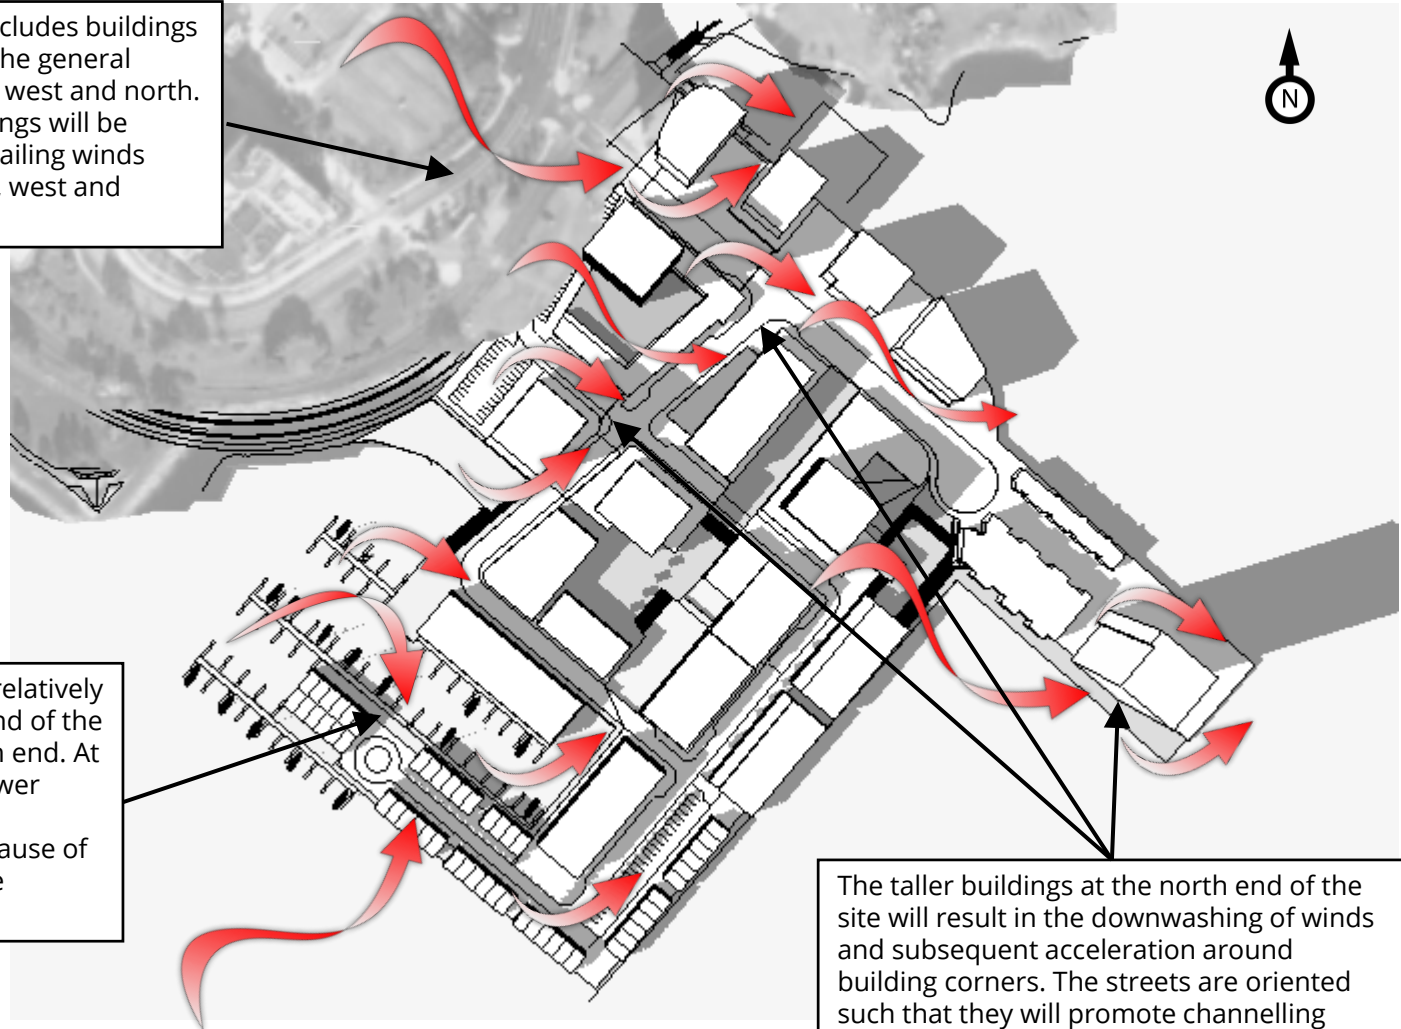 cludes buildings
he general
west and north.
ngs will be
ailing winds
, west and
N
relatively
nd of the
n end. At
wer
ause of
e
The taller buildings at the north end of the
site will result in the downwashing of winds
and subsequent acceleration around
building corners. The streets are oriented
such that they will promote channelling